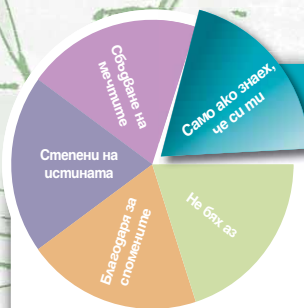 Сбъдване на
мечтите
Само ако знаех,
че си ти
Степени на
истината
Не бях аз
Благодаря за
спомените